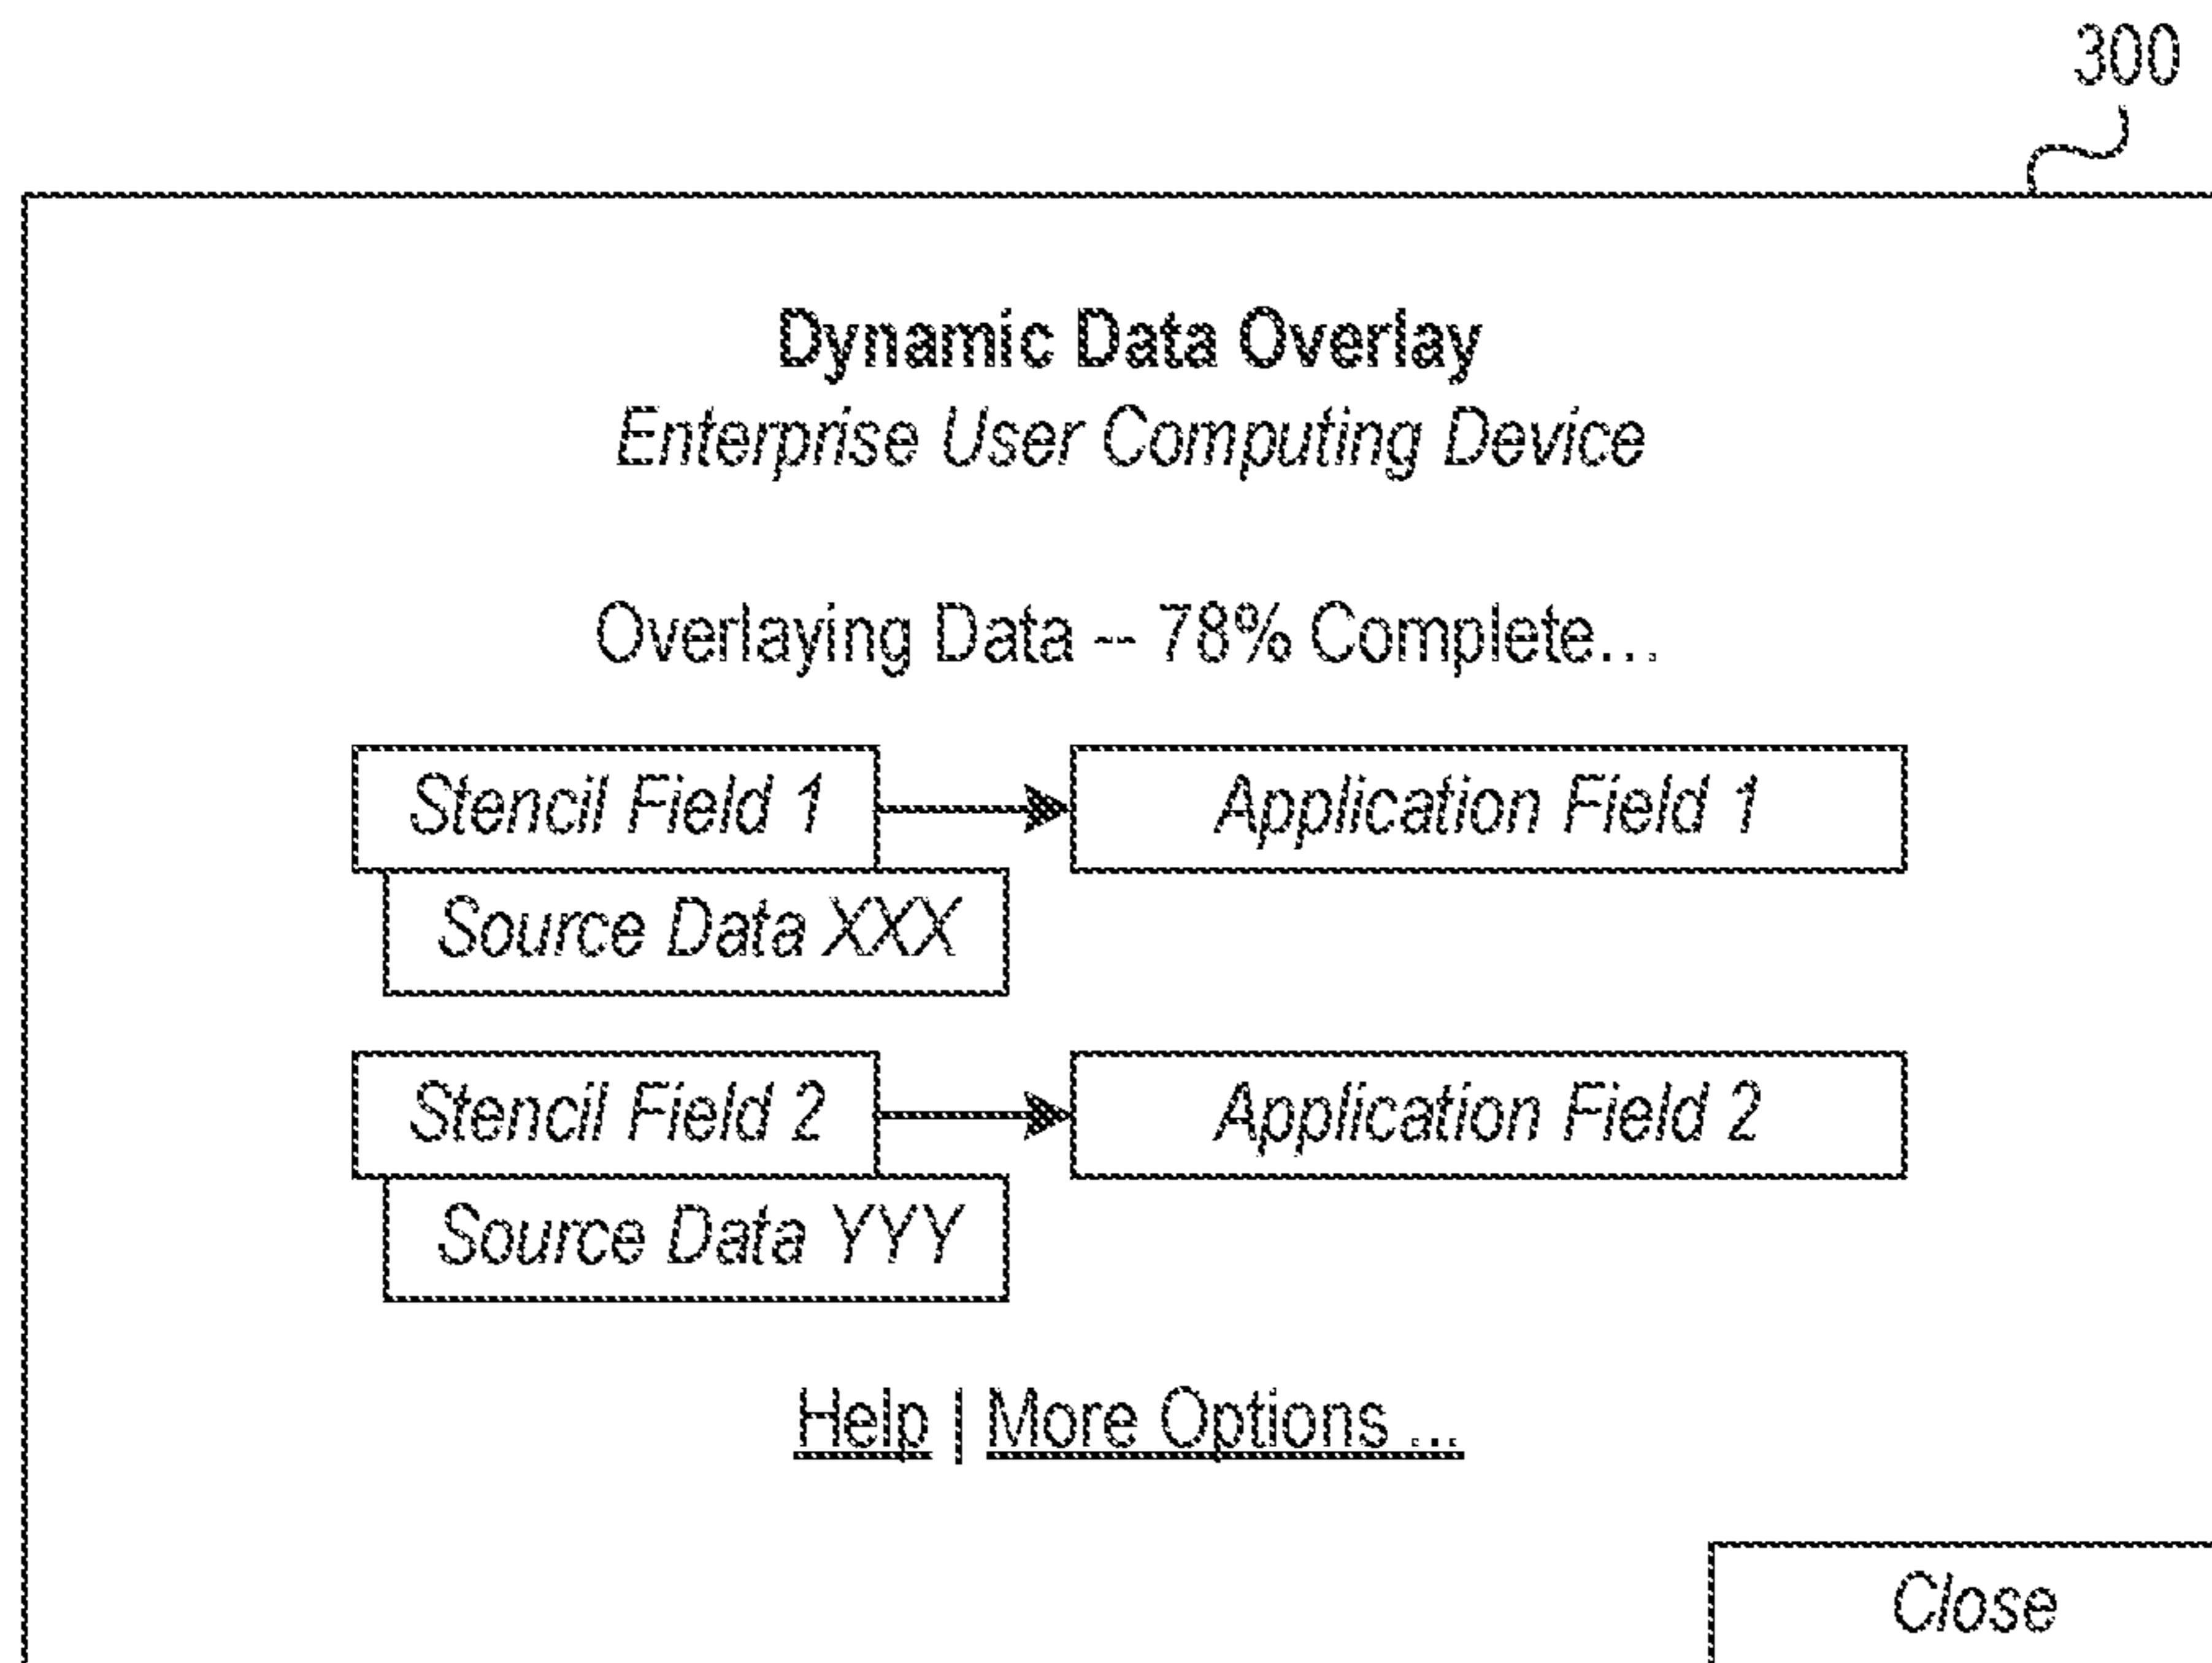 300
Dynamic Data Overlay
Enterprise User Computing Device
Overlaying Data -- 78% Complete...
Stencil Field 1
Application Field 1
Source Data XXX
Stencil Field 2
Application Field 2
Source Data YYY
Help | More Options ...
Close